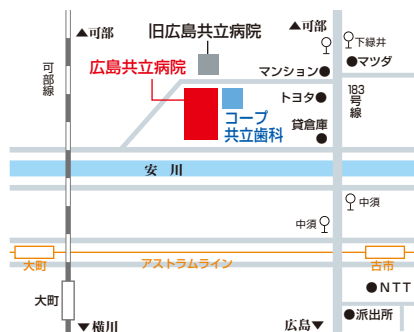 ▲可部
旧広島共立病院
▲可部
下緑井
広島共立病院
マンション
マツダ
可部線
トヨタ
183号線
コープ
共立歯科
貸倉庫
安 川
中須
中須
大町
アストラムライン
古市
大町
NTT
派出所
▼横川
広島▼